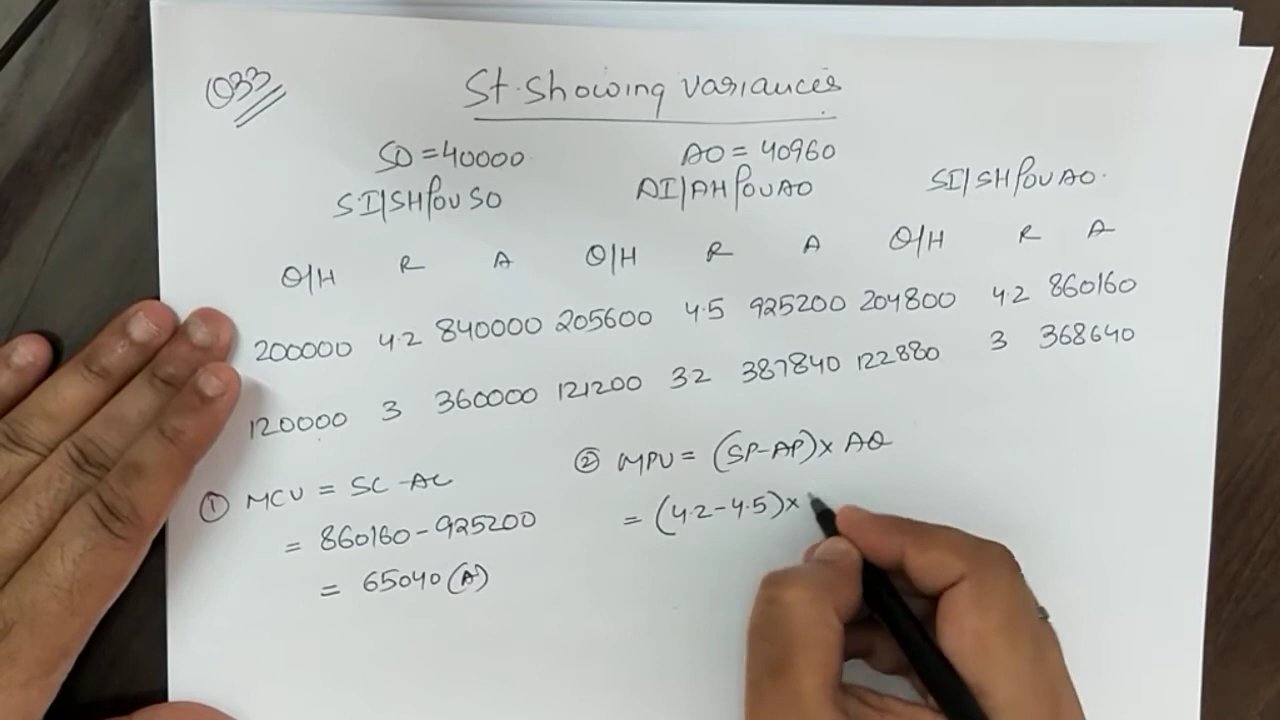 Q33
St. Showing variances
SO = 40000 AO = 40960
SI/SH for SO AI/AH for AO SI/SH for AO.
Q/H R A Q/H R A Q/H R A
200000 4.2 840000 205600 4.5 925200 204800 4.2 860160
120000 3 360000 121200 32 387840 122880 3 368640
① MCV = SC - AC
= 860160 - 925200
= 65040 (A)
② MPV = (SP-AP) x AQ
= (4.2-4.5) x